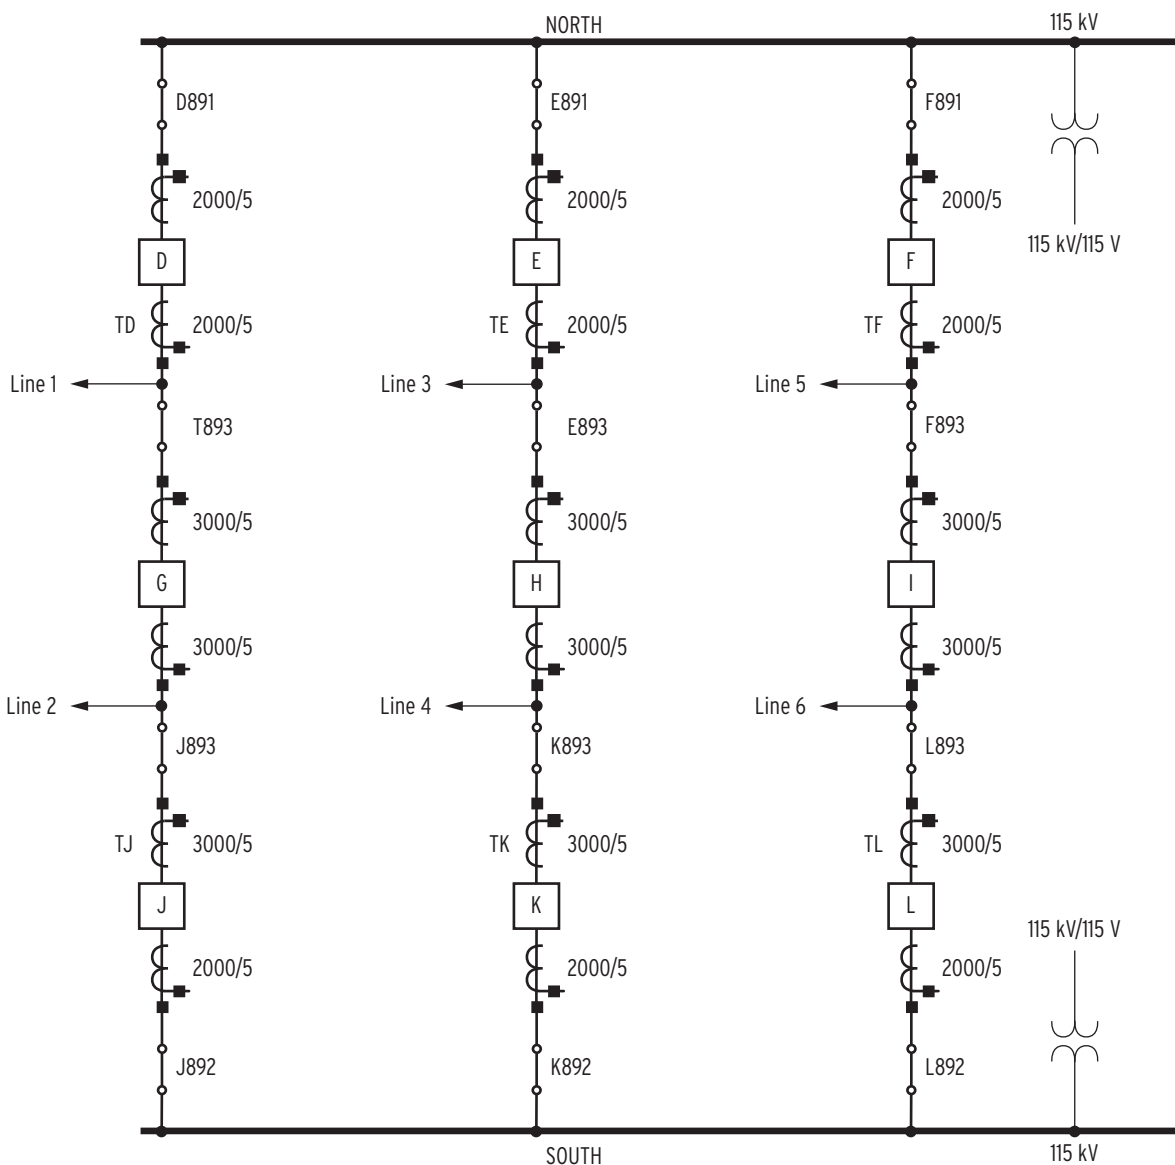 NORTH 115 kV
D891 E891 F891
2000/5 2000/5 2000/5
115 kV/115 V
D E F
TD 2000/5 TE 2000/5 TF 2000/5
Line 1 Line 3 Line 5
T893 E893 F893
3000/5 3000/5 3000/5
G H I
3000/5 3000/5 3000/5
Line 2 Line 4 Line 6
J893 K893 L893
TJ 3000/5 TK 3000/5 TL 3000/5
J K L
115 kV/115 V
2000/5 2000/5 2000/5
J892 K892 L892
SOUTH 115 kV